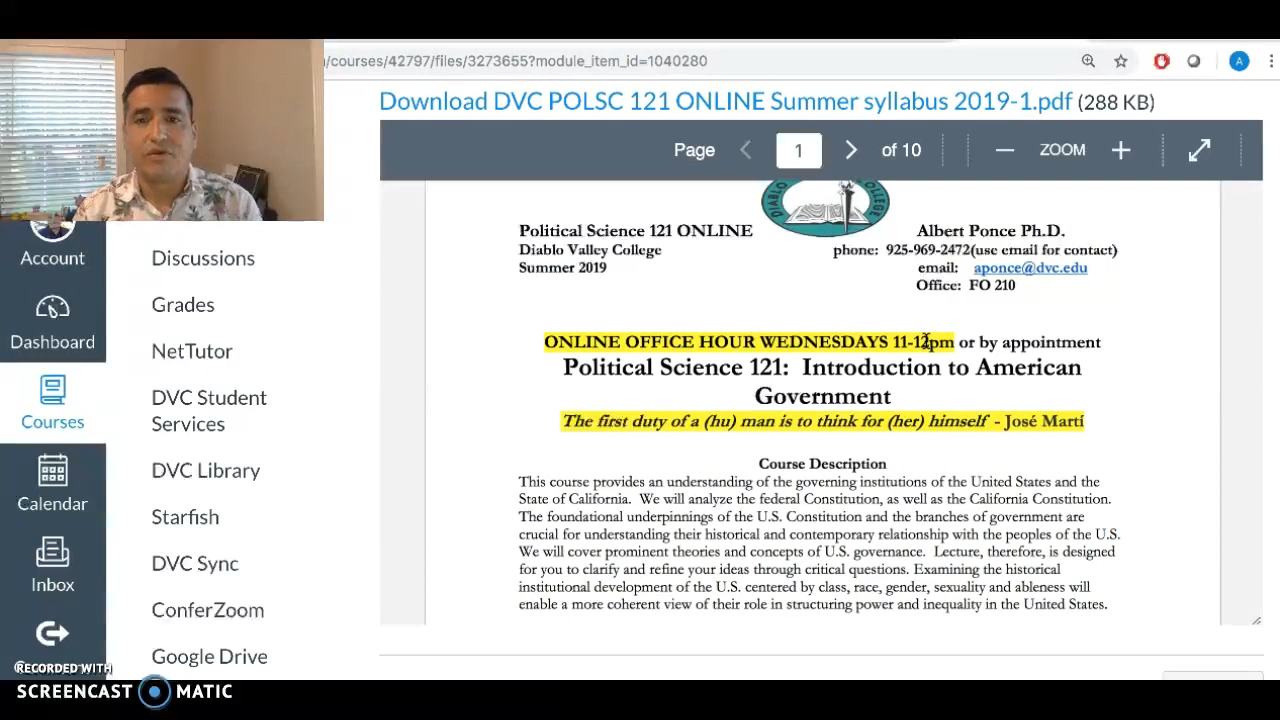 /courses/42797/files/3273655?module_item_id=1040280
A
Download DVC POLSC 121 ONLINE Summer syllabus 2019-1.pdf (288 KB)
Page 1 of 10 ZOOM
DIABLO COLLEGE
Political Science 121 ONLINE
Diablo Valley College
Summer 2019
Albert Ponce Ph.D.
phone: 925-969-2472(use email for contact)
email: aponce@dvc.edu
Office: FO 210
ONLINE OFFICE HOUR WEDNESDAYS 11-12pm or by appointment
Political Science 121: Introduction to American
Government
The first duty of a (hu) man is to think for (her) himself - José Martí
Course Description
This course provides an understanding of the governing institutions of the United States and the
State of California. We will analyze the federal Constitution, as well as the California Constitution.
The foundational underpinnings of the U.S. Constitution and the branches of government are
crucial for understanding their historical and contemporary relationship with the peoples of the U.S.
We will cover prominent theories and concepts of U.S. governance. Lecture, therefore, is designed
for you to clarify and refine your ideas through critical questions. Examining the historical
institutional development of the U.S. centered by class, race, gender, sexuality and ableness will
enable a more coherent view of their role in structuring power and inequality in the United States.
Account
Dashboard
Courses
Calendar
Inbox
Discussions
Grades
NetTutor
DVC Student
Services
DVC Library
Starfish
DVC Sync
ConferZoom
Google Drive
RECORDED WITH
SCREENCAST MATIC